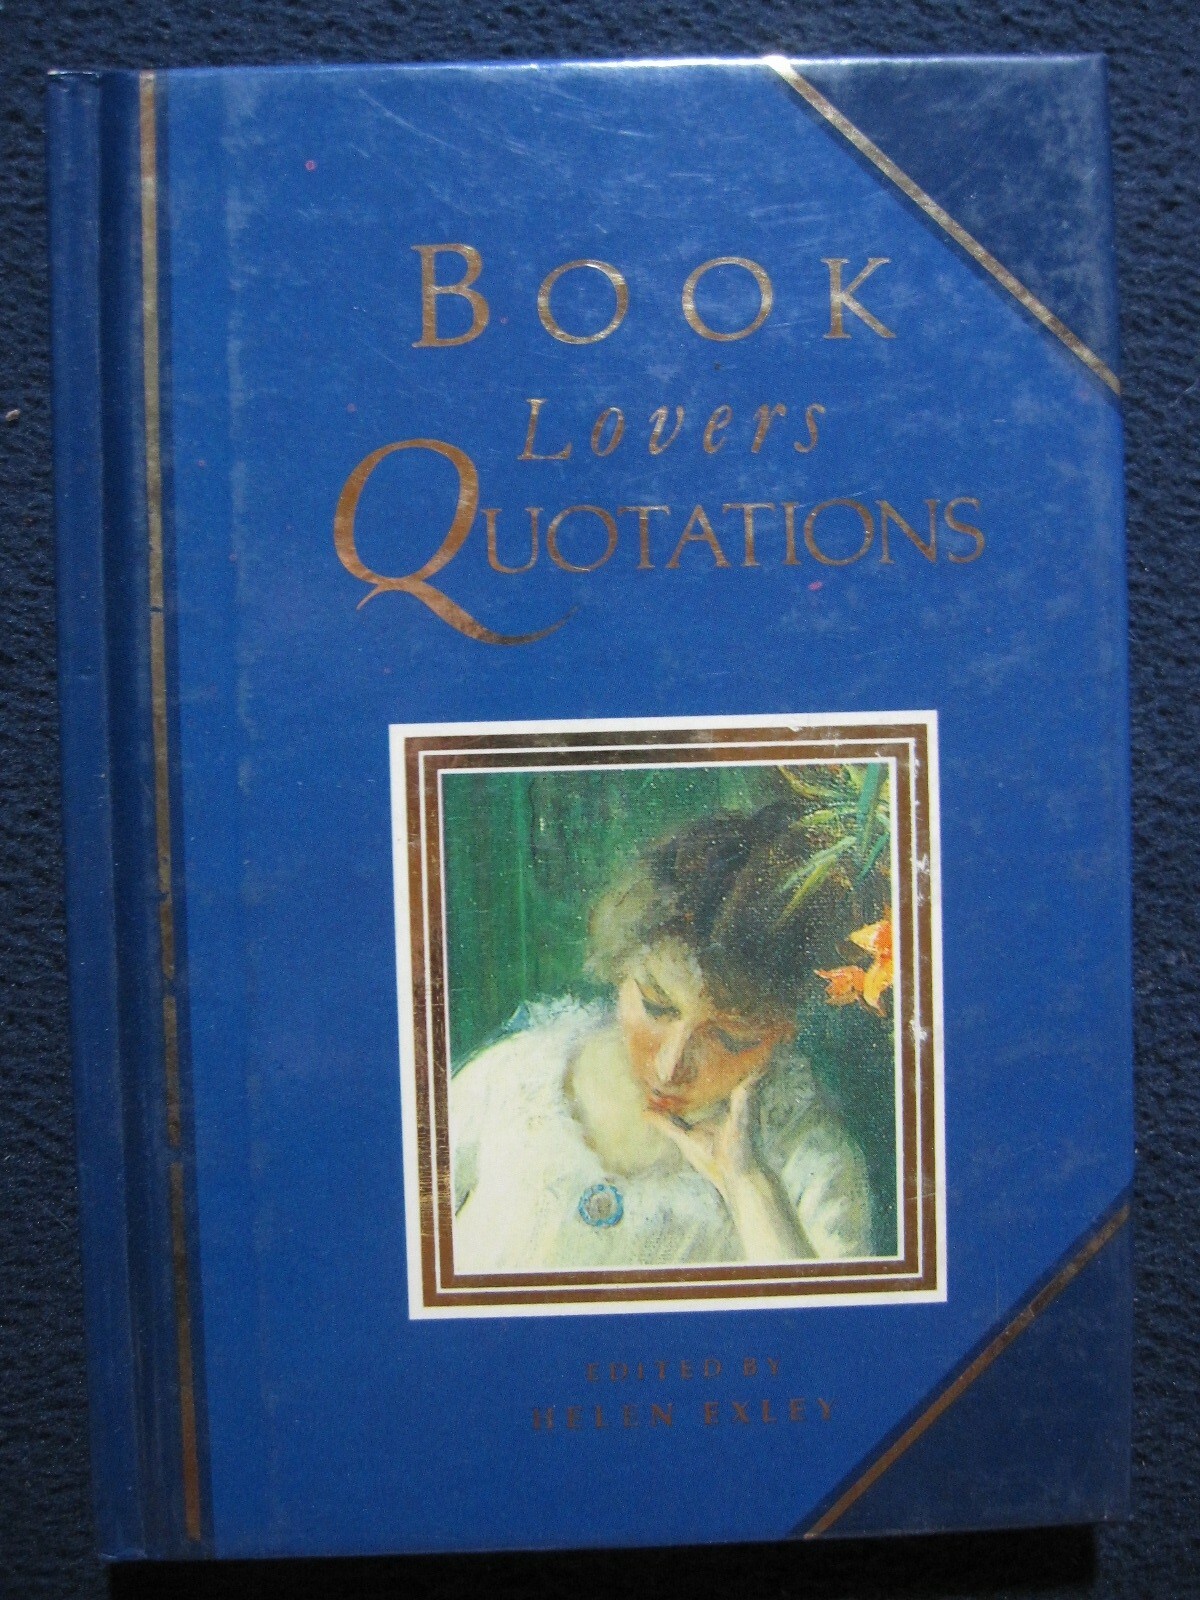 BOOK
Lovers
QUOTATIONS
EDITED BY
HELEN EXLEY